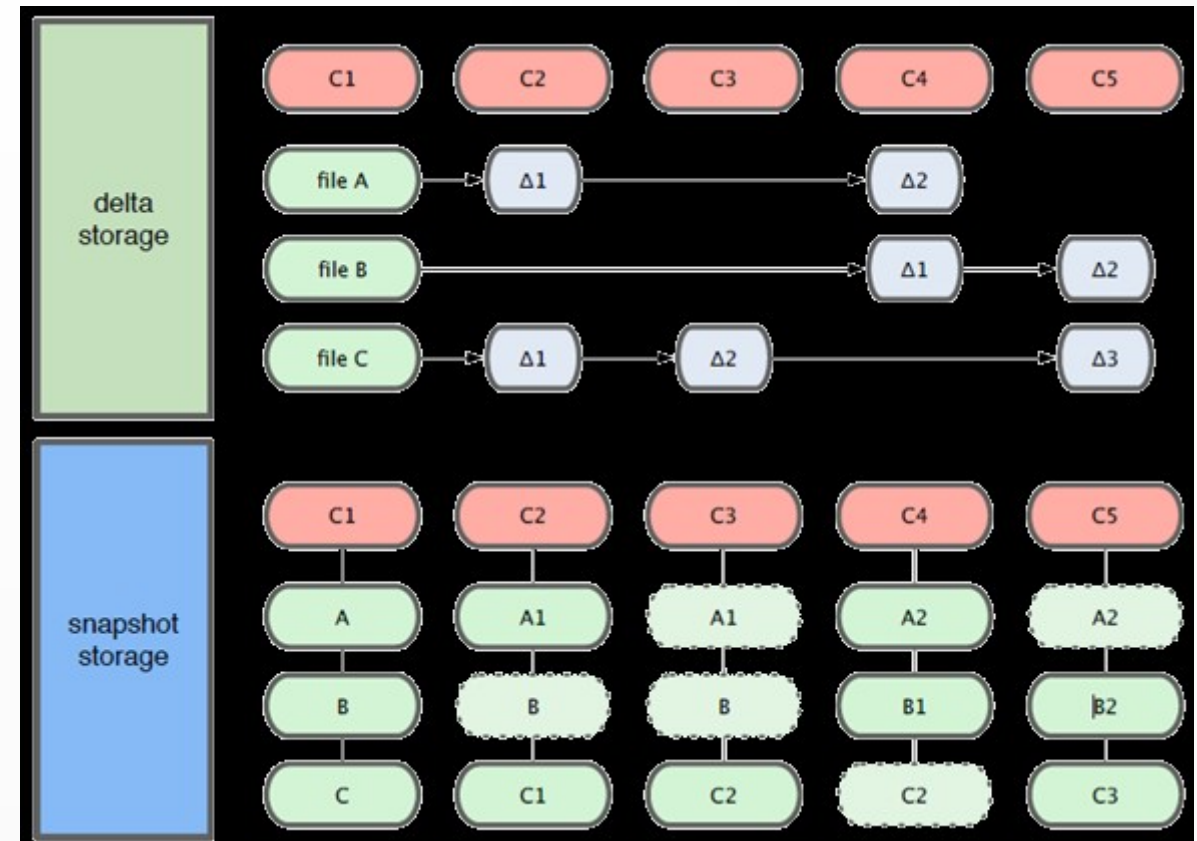 delta
storage
C1 C2 C3 C4 C5
file A Δ1 Δ2
file B Δ1 Δ2
file C Δ1 Δ2 Δ3
snapshot
storage
C1 C2 C3 C4 C5
A A1 A1 A2 A2
B B B B1 B2
C C1 C2 C2 C3